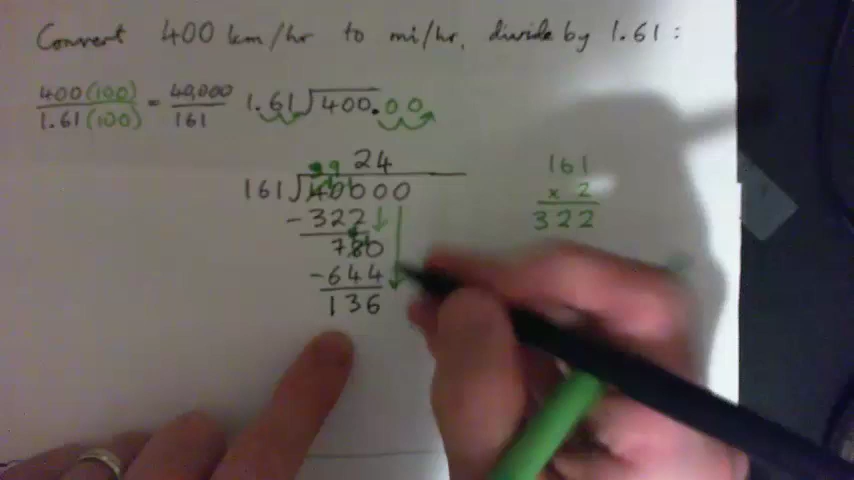 Convert 400 km/hr to mi/hr, divide by 1.61 :
400(100) / 1.61(100) = 40,000 / 161
1.61 ) 400.00
24
161 ) 40000
-322
780
-644
136
161
x 2
322